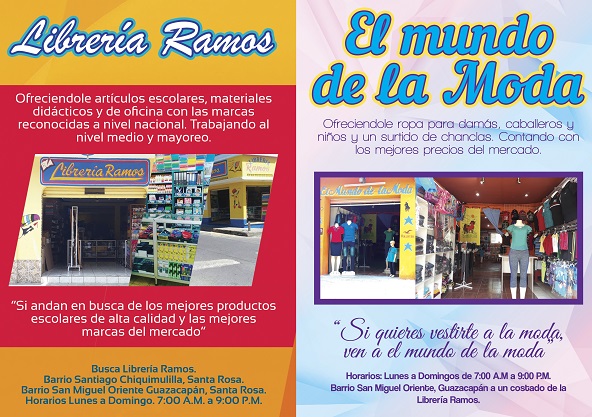 Librería Ramos
Ofreciendole artículos escolares, materiales
didácticos y de oficina con las marcas
reconocidas a nivel nacional. Trabajando al
nivel medio y mayoreo.
Librería Ramos
"Si andan en busca de los mejores productos
escolares de alta calidad y las mejores
marcas del mercado"
Busca Librería Ramos.
Barrio Santiago Chiquimulilla, Santa Rosa.
Barrio San Miguel Oriente Guazacapán, Santa Rosa.
Horarios Lunes a Domingo. 7:00 A.M. a 9:00 P.M.
El mundo
de la Moda
Ofreciendole ropa para damás, caballeros y
niños y un surtido de chanclas. Contando con
los mejores precios del mercado.
El Mundo de la Moda
"Si quieres vestirte a la moda,
ven a el mundo de la moda"
Horarios: Lunes a Domingos de 7:00 A.M a 9:00 P.M.
Barrio San Miguel Oriente, Guazacapán a un costado de la
Librería Ramos.